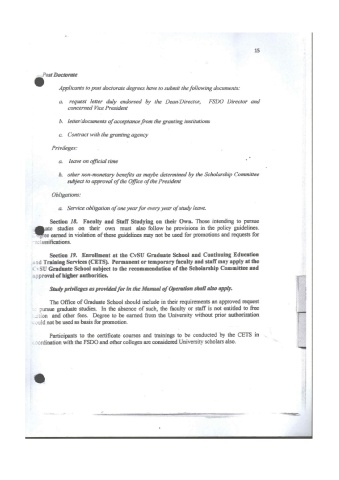 15
Post Doctorate
Applicants to post doctorate degrees have to submit the following documents:
a. request letter duly endorsed by the Dean/Director, FSDO Director and
concerned Vice President
b. letter/documents of acceptance from the granting institutions
c. Contract with the granting agency
Privileges:
a. leave on official time
b. other non-monetary benefits as maybe determined by the Scholarship Committee
subject to approval of the Office of the President
Obligations:
a. Service obligation of one year for every year of study leave.
Section 18. Faculty and Staff Studying on their Own. Those intending to pursue
studies on their own must also follow he provisions in the policy guidelines.
earned in violation of these guidelines may not be used for promotions and requests for
Section 19. Enrollment at the CvSU Graduate School and Continuing Education
and Training Services (CETS). Permanent or temporary faculty and staff may apply at the
CvSU Graduate School subject to the recommendation of the Scholarship Committee and
approval of higher authorities.
Study privileges as provided for in the Manual of Operation shall also apply.
The Office of Graduate School should include in their requirements an approved request
pursue graduate studies. In the absence of such, the faculty or staff is not entitled to free
and other fees. Degree to be earned from the University without prior authorization
not be used as basis for promotion.
Participants to the certificate courses and trainings to be conducted by the CETS in
with the FSDO and other colleges are considered University scholars also.